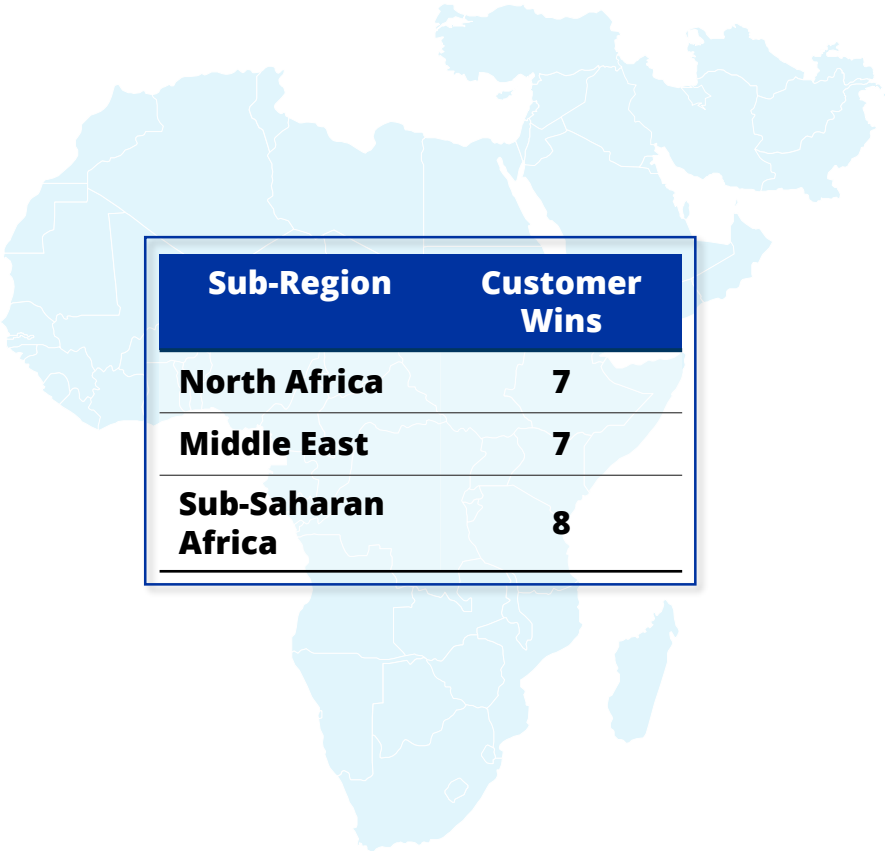 Sub-Region Customer
Wins
North Africa 7
Middle East 7
Sub-Saharan
Africa 8